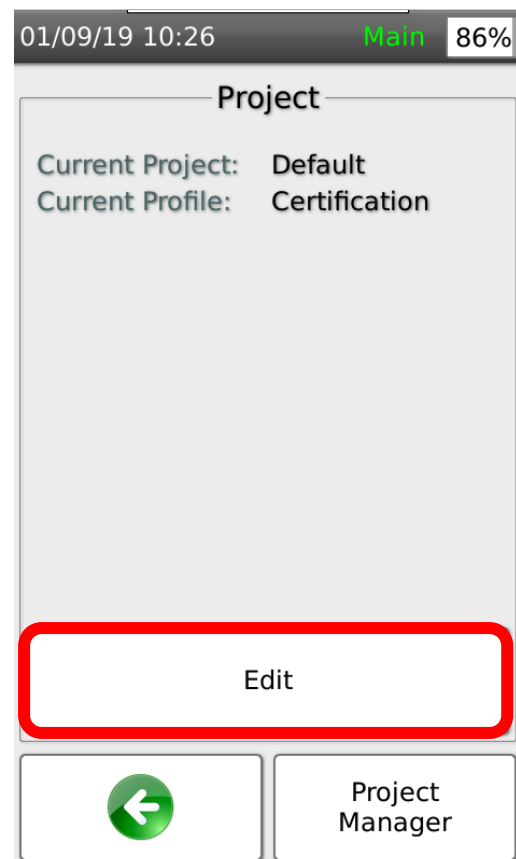 01/09/19 10:26 Main 86%
Project
Current Project: Default
Current Profile: Certification
Edit
Project
Manager